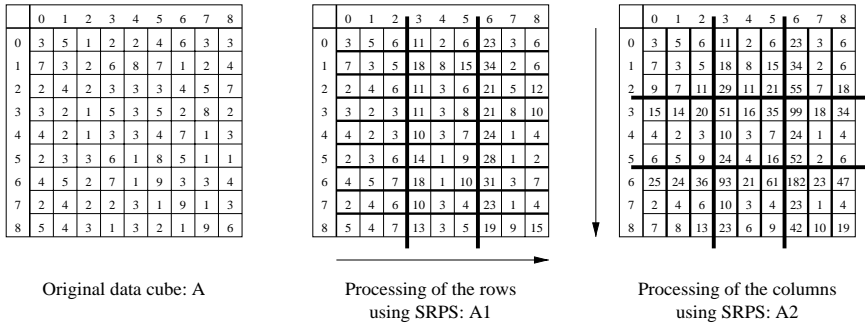 0 1 2 3 4 5 6 7 8
0 3 5 1 2 2 4 6 3 3
1 7 3 2 6 8 7 1 2 4
2 2 4 2 3 3 3 4 5 7
3 3 2 1 5 3 5 2 8 2
4 4 2 1 3 3 4 7 1 3
5 2 3 3 6 1 8 5 1 1
6 4 5 2 7 1 9 3 3 4
7 2 4 2 2 3 1 9 1 3
8 5 4 3 1 3 2 1 9 6
Original data cube: A
0 1 2 3 4 5 6 7 8
0 3 5 6 11 2 6 23 3 6
1 7 3 5 18 8 15 34 2 6
2 2 4 6 11 3 6 21 5 12
3 3 2 3 11 3 8 21 8 10
4 4 2 3 10 3 7 24 1 4
5 2 3 6 14 1 9 28 1 2
6 4 5 7 18 1 10 31 3 7
7 2 4 6 10 3 4 23 1 4
8 5 4 7 13 3 5 19 9 15
Processing of the rows
using SRPS: A1
0 1 2 3 4 5 6 7 8
0 3 5 6 11 2 6 23 3 6
1 7 3 5 18 8 15 34 2 6
2 9 7 11 29 11 21 55 7 18
3 15 14 20 51 16 35 99 18 34
4 4 2 3 10 3 7 24 1 4
5 6 5 9 24 4 16 52 2 6
6 25 24 36 93 21 61 182 23 47
7 2 4 6 10 3 4 23 1 4
8 7 8 13 23 6 9 42 10 19
Processing of the columns
using SRPS: A2